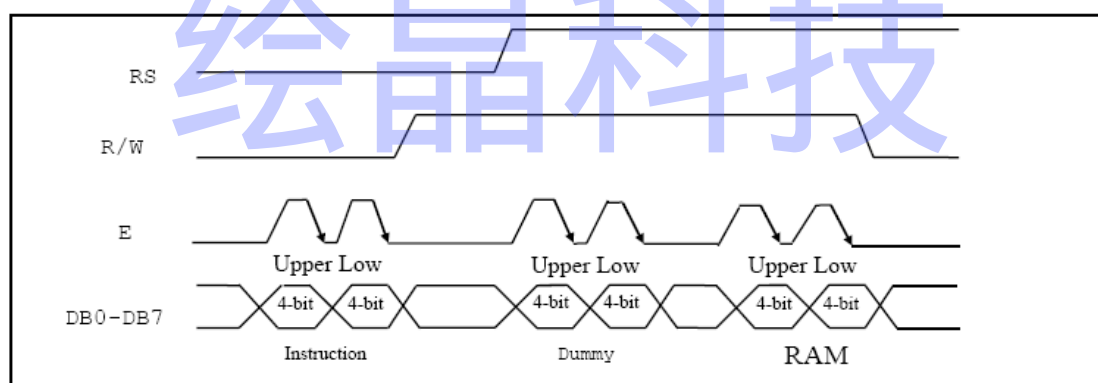 绘晶科技
RS
R/W
E
Upper Low Upper Low Upper Low
4-bit 4-bit 4-bit 4-bit 4-bit 4-bit
DB0-DB7
Instruction Dummy RAM